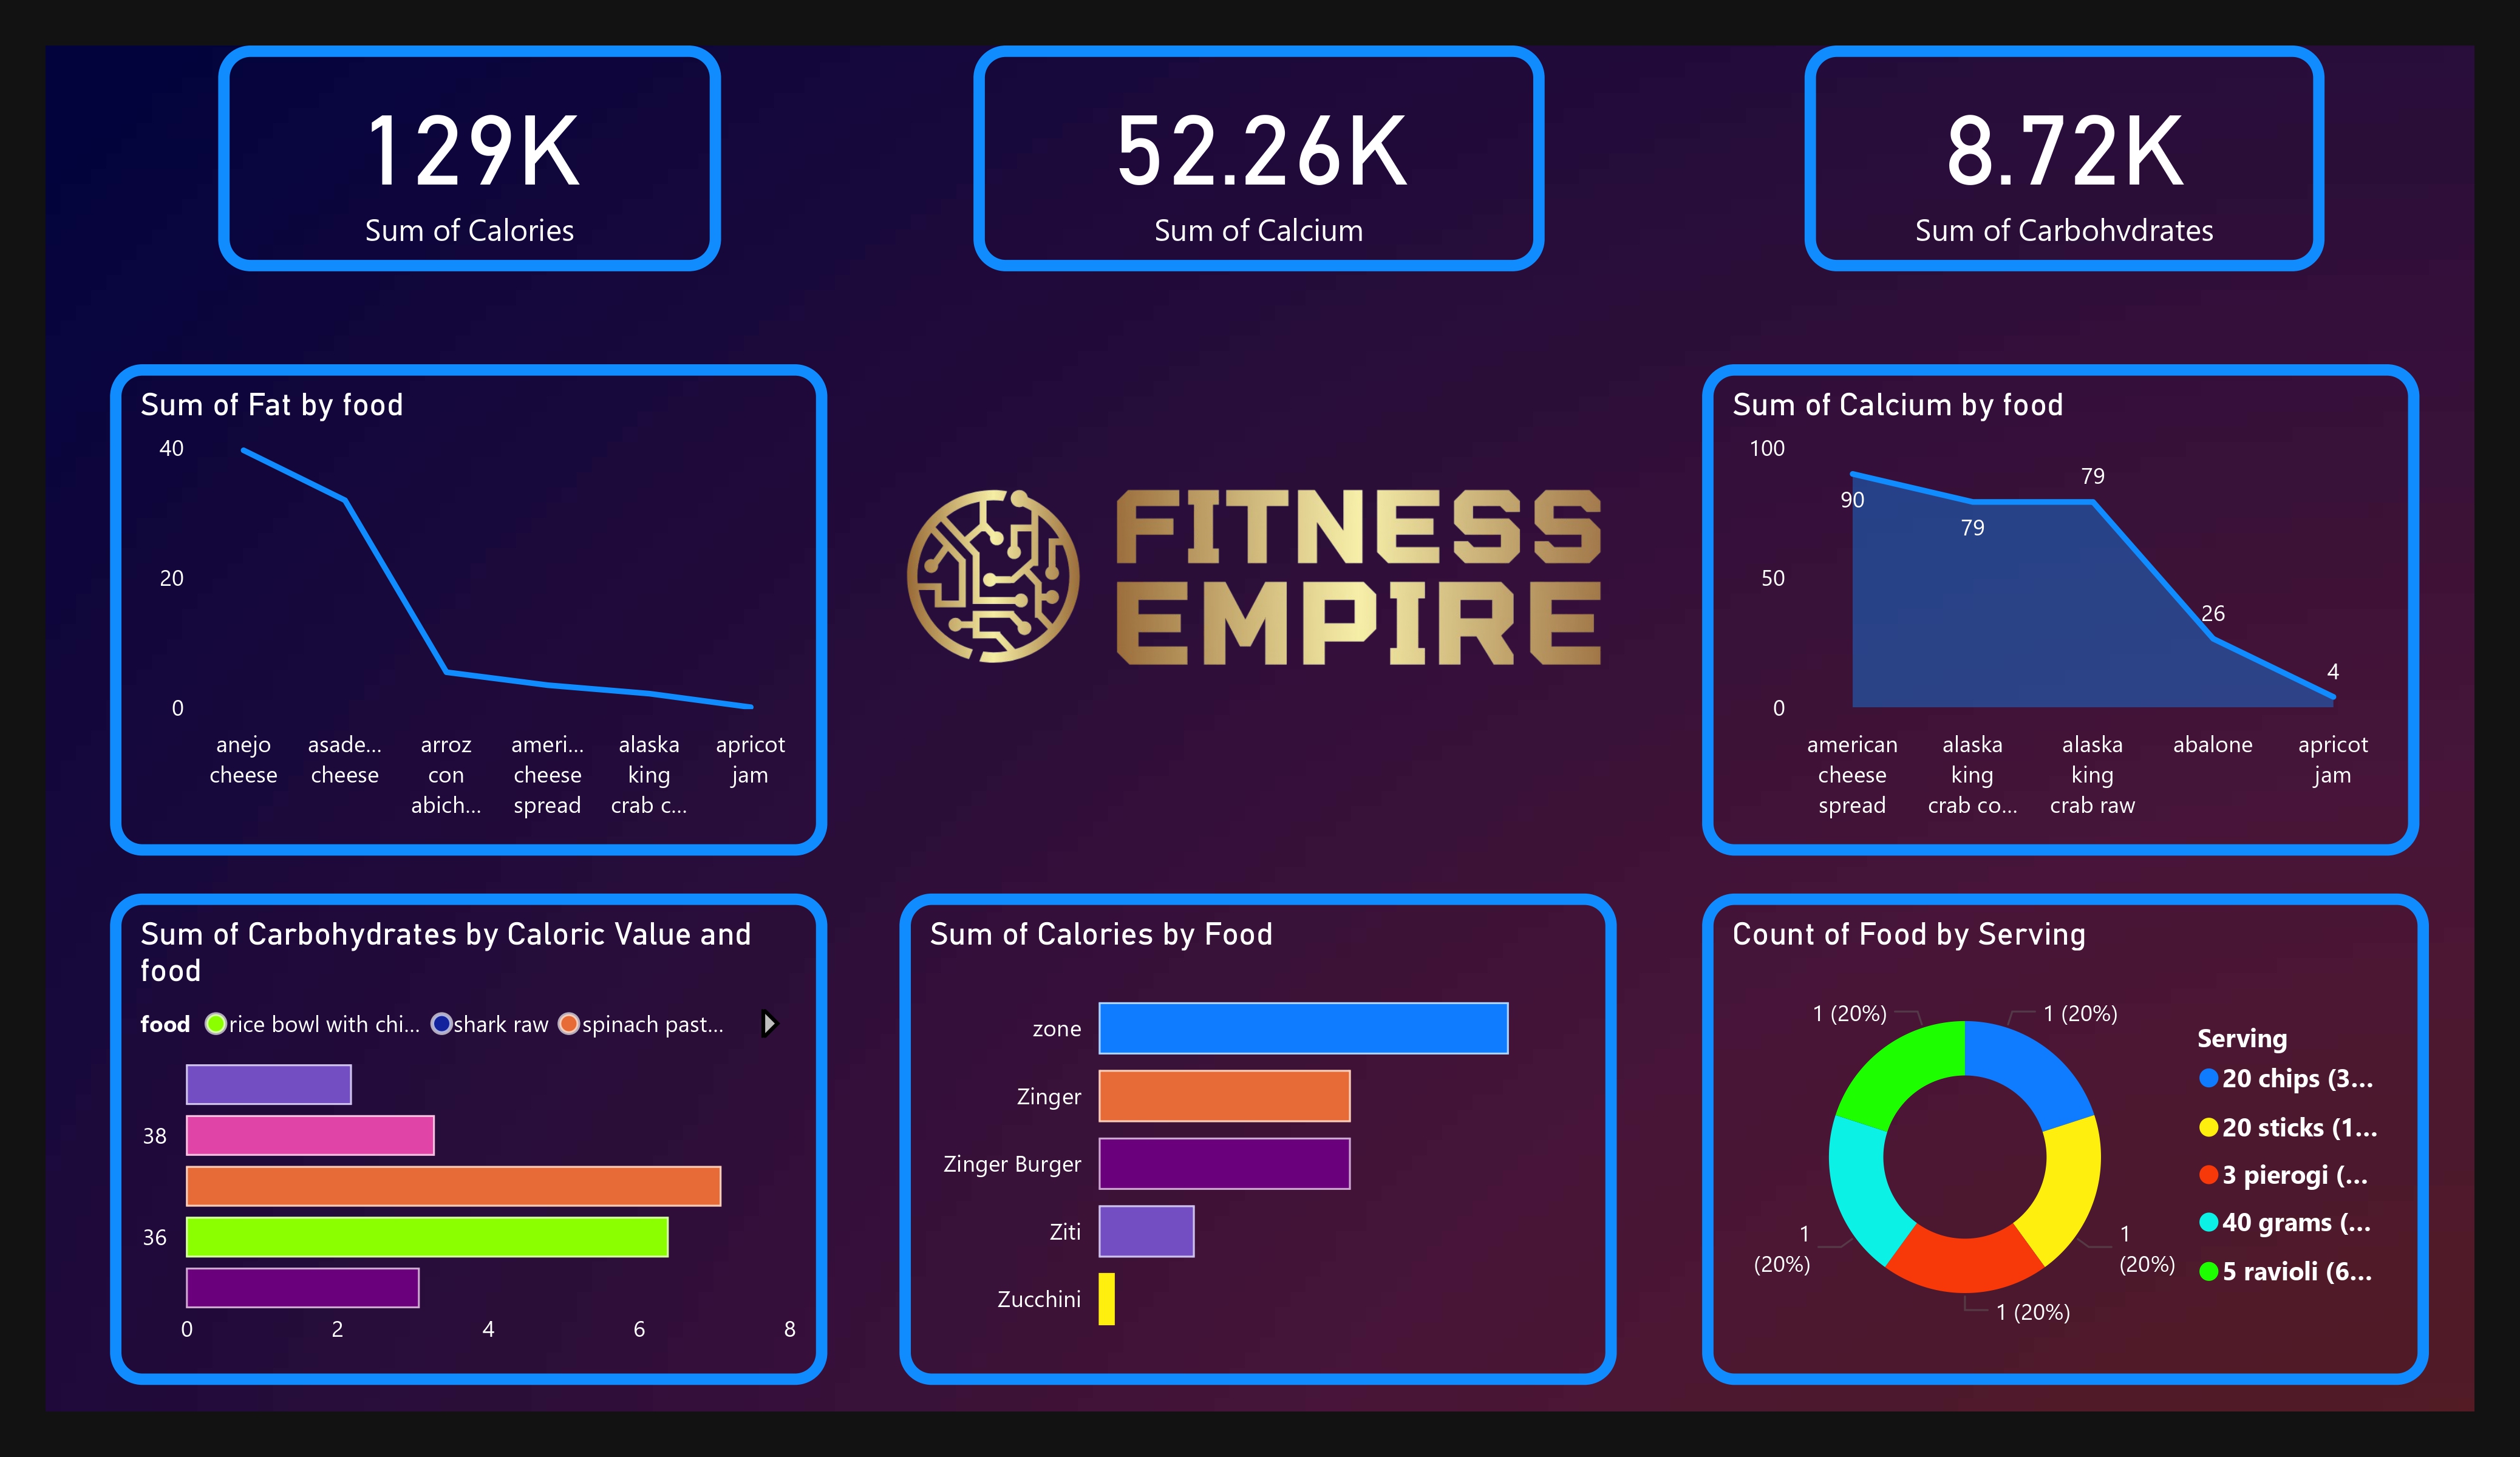 129K
Sum of Calories
52.26K
Sum of Calcium
8.72K
Sum of Carbohvdrates
Sum of Fat by food
40
20
0
anejo
cheese
asade...
cheese
arroz
con
abich...
ameri...
cheese
spread
alaska
king
crab c...
apricot
jam
FITNESS
EMPIRE
Sum of Calcium by food
100
50
0
90
79
79
26
4
american
cheese
spread
alaska
king
crab co...
alaska
king
crab raw
abalone
apricot
jam
Sum of Carbohydrates by Caloric Value and
food
food rice bowl with chi... shark raw spinach past...
38
36
0 2 4 6 8
Sum of Calories by Food
zone
Zinger
Zinger Burger
Ziti
Zucchini
Count of Food by Serving
1 (20%)
1 (20%)
1
(20%)
1
(20%)
1 (20%)
Serving
20 chips (3...
20 sticks (1...
3 pierogi (...
40 grams (...
5 ravioli (6...